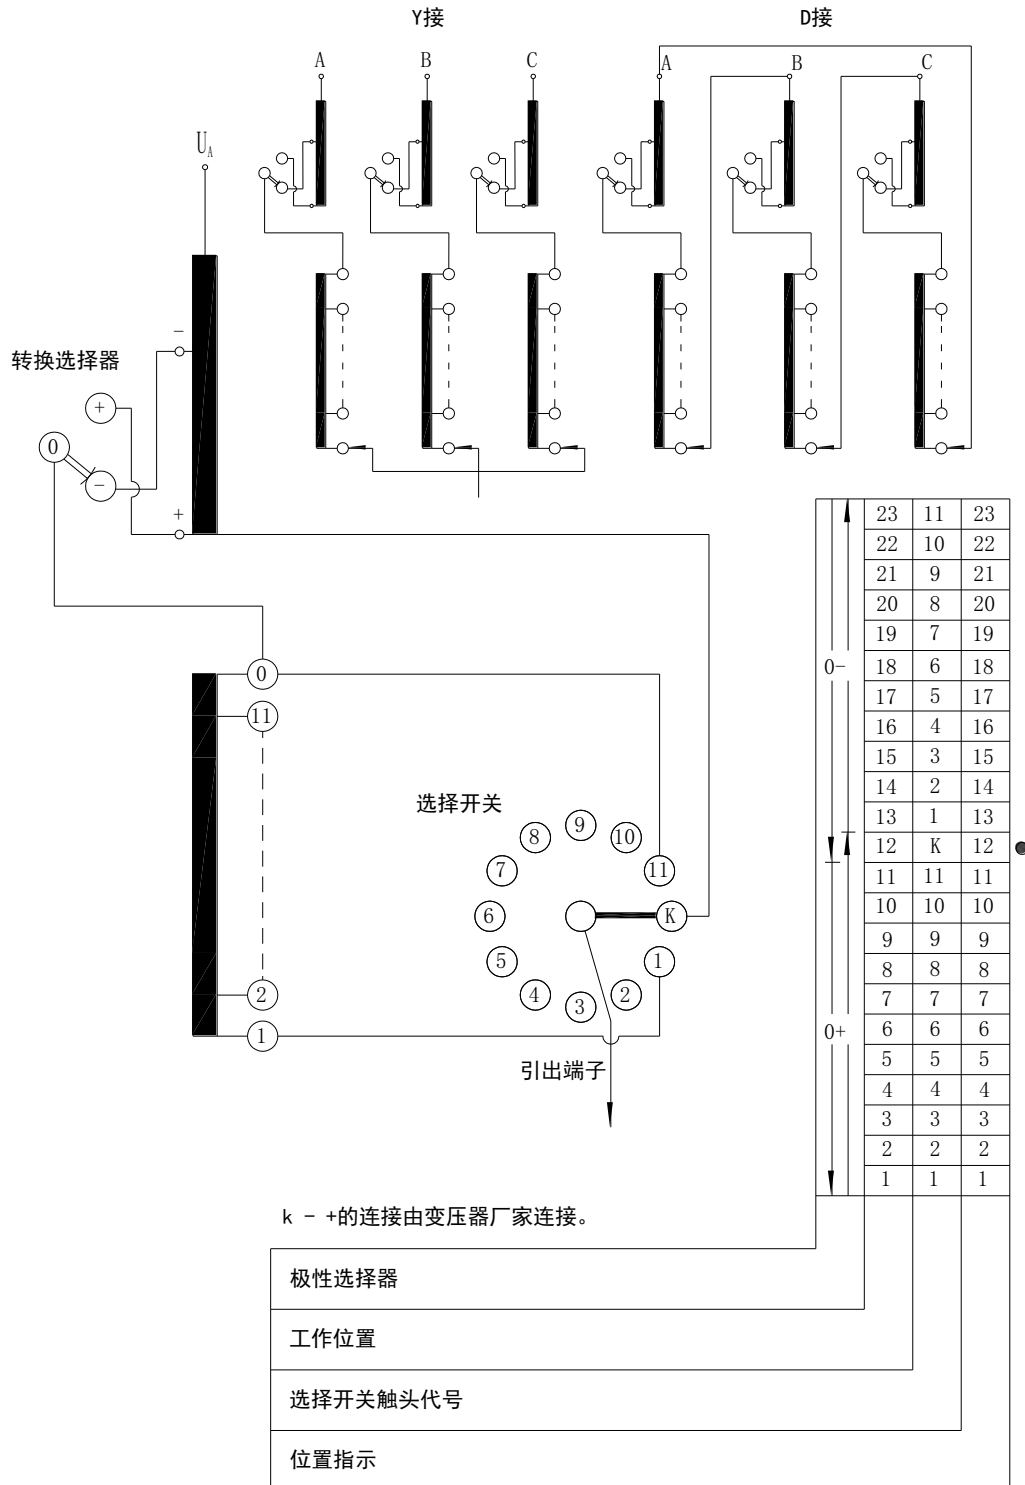 Y接 D接
A B C A B C
U_A
转换选择器
-
+
0
-
+
23 11 23
22 10 22
21 9 21
20 8 20
19 7 19
0- 18 6 18
17 5 17
16 4 16
15 3 15
14 2 14
13 1 13
12 K 12
11 11 11
10 10 10
9 9 9
8 8 8
7 7 7
0+ 6 6 6
5 5 5
4 4 4
3 3 3
2 2 2
1 1 1
0
11
2
1
选择开关
9
8 10
7 11
6 K
5 1
4 2
3
引出端子
k - +的连接由变压器厂家连接。
极性选择器
工作位置
选择开关触头代号
位置指示